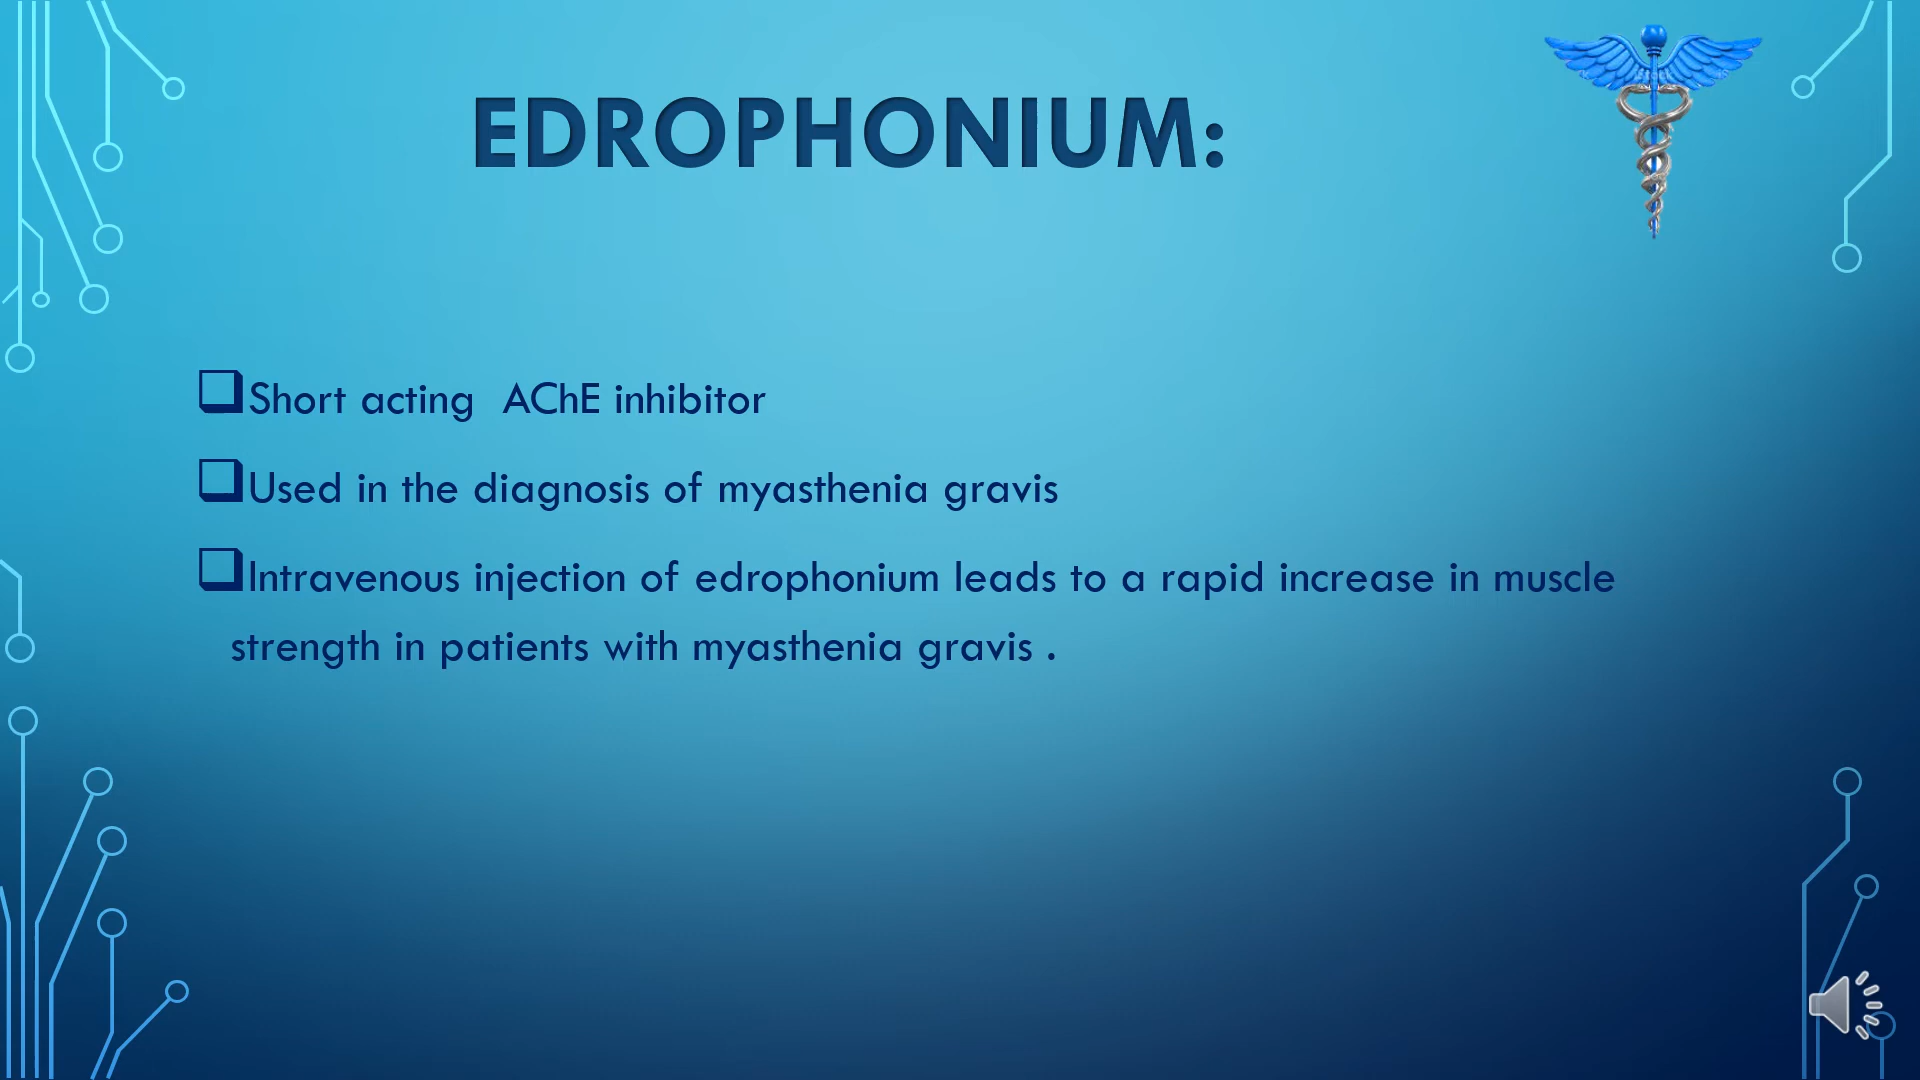 EDROPHONIUM:
Short acting  AChE inhibitor
Used in the diagnosis of myasthenia gravis
Intravenous injection of edrophonium leads to a rapid increase in muscle
strength in patients with myasthenia gravis .